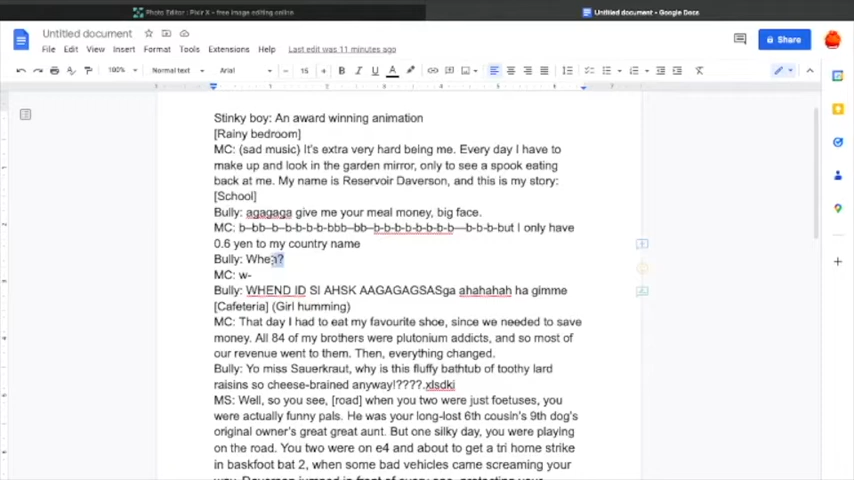 Photo Editor : Pixlr X - free image editing online
Untitled document - Google Docs
Untitled document
File Edit View Insert Format Tools Extensions Help Last edit was 11 minutes ago
Share
100% Normal text Arial 15
Stinky boy: An award winning animation
[Rainy bedroom]
MC: (sad music) It's extra very hard being me. Every day I have to
make up and look in the garden mirror, only to see a spook eating
back at me. My name is Reservoir Daverson, and this is my story:
[School]
Bully: agagaga give me your meal money, big face.
MC: b--bb--b--b-b-b-b-bbb--bb--b-b-b-b-b-b-b-b---b-b-b-but I only have
0.6 yen to my country name
Bully: When?
MC: w-
Bully: WHEND ID SI AHSK AAGAGAGSASga ahahahah ha gimme
[Cafeteria] (Girl humming)
MC: That day I had to eat my favourite shoe, since we needed to save
money. All 84 of my brothers were plutonium addicts, and so most of
our revenue went to them. Then, everything changed.
Bully: Yo miss Sauerkraut, why is this fluffy bathtub of toothy lard
raisins so cheese-brained anyway!????.xlsdki
MS: Well, so you see, [road] when you two were just foetuses, you
were actually funny pals. He was your long-lost 6th cousin's 9th dog's
original owner's great great aunt. But one silky day, you were playing
on the road. You two were on e4 and about to get a tri home strike
in baskfoot bat 2, when some bad vehicles came screaming your
way. Daverson jumped in front of every one, protecting your